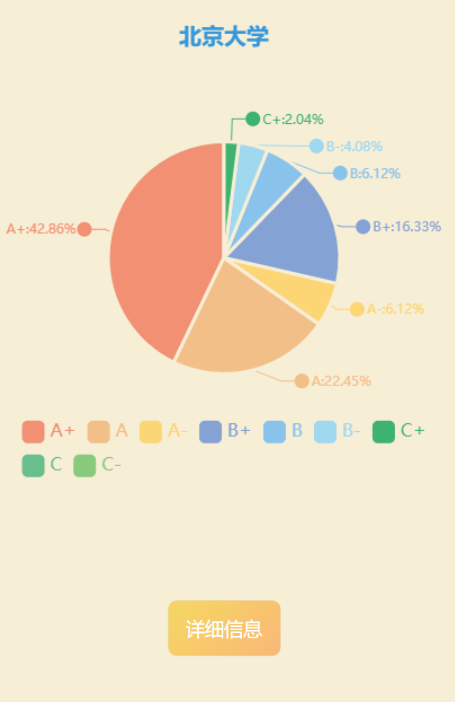 北京大学
C+:2.04%
B-:4.08%
B:6.12%
A+:42.86%
B+:16.33%
A-:6.12%
A:22.45%
A+ A A- B+ B B- C+
C C-
详细信息